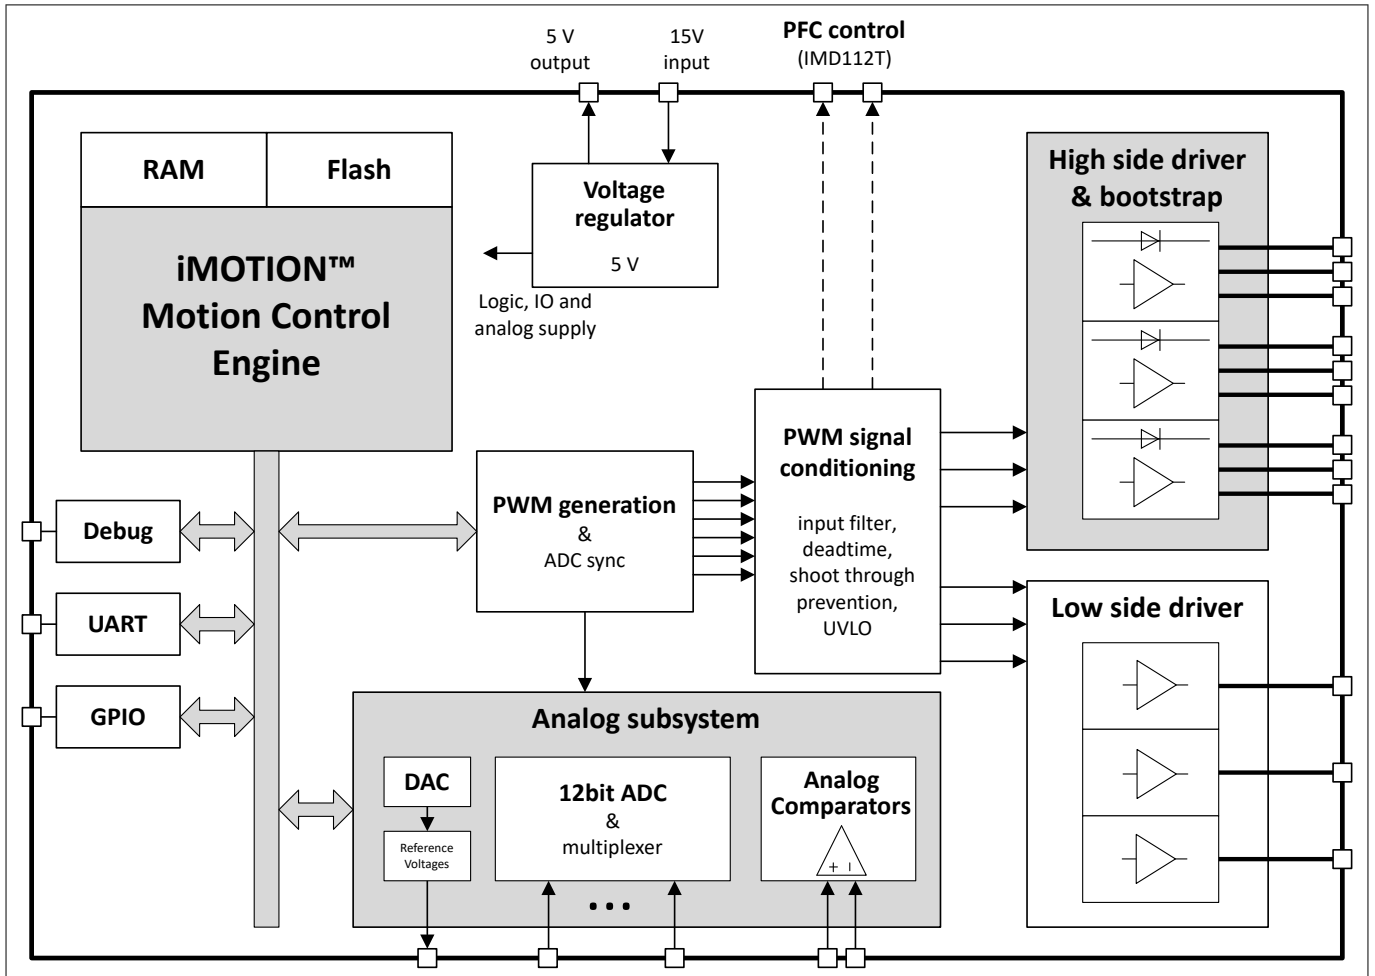 5 V
output
15V
input
PFC control
(IMD112T)
RAM
Flash
iMOTION™
Motion Control
Engine
Voltage
regulator
5 V
Logic, IO and
analog supply
High side driver
& bootstrap
PWM signal
conditioning
input filter,
deadtime,
shoot through
prevention,
UVLO
PWM generation
&
ADC sync
Debug
UART
GPIO
Low side driver
Analog subsystem
DAC
Reference
Voltages
12bit ADC
&
multiplexer
...
Analog
Comparators
+ –